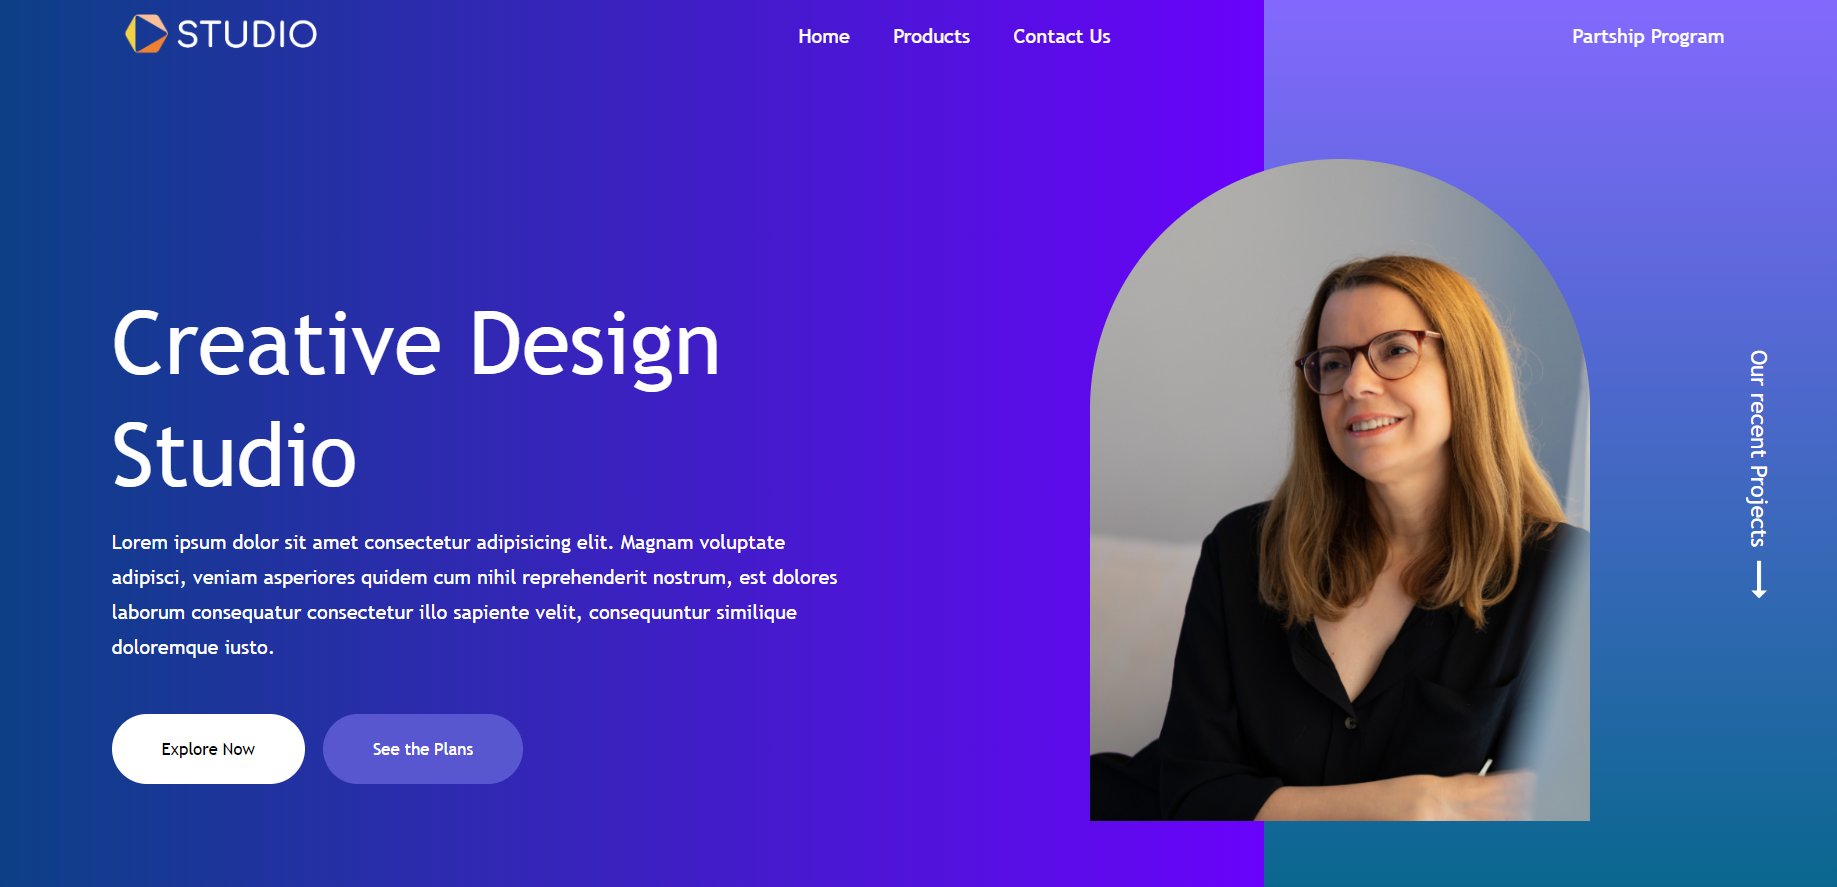 STUDIO
Home
Products
Contact Us
Partship Program
Creative Design
Studio
Lorem ipsum dolor sit amet consectetur adipisicing elit. Magnam voluptate
adipisci, veniam asperiores quidem cum nihil reprehenderit nostrum, est dolores
laborum consequatur consectetur illo sapiente velit, consequuntur similique
doloremque iusto.
Explore Now
See the Plans
Our recent Projects